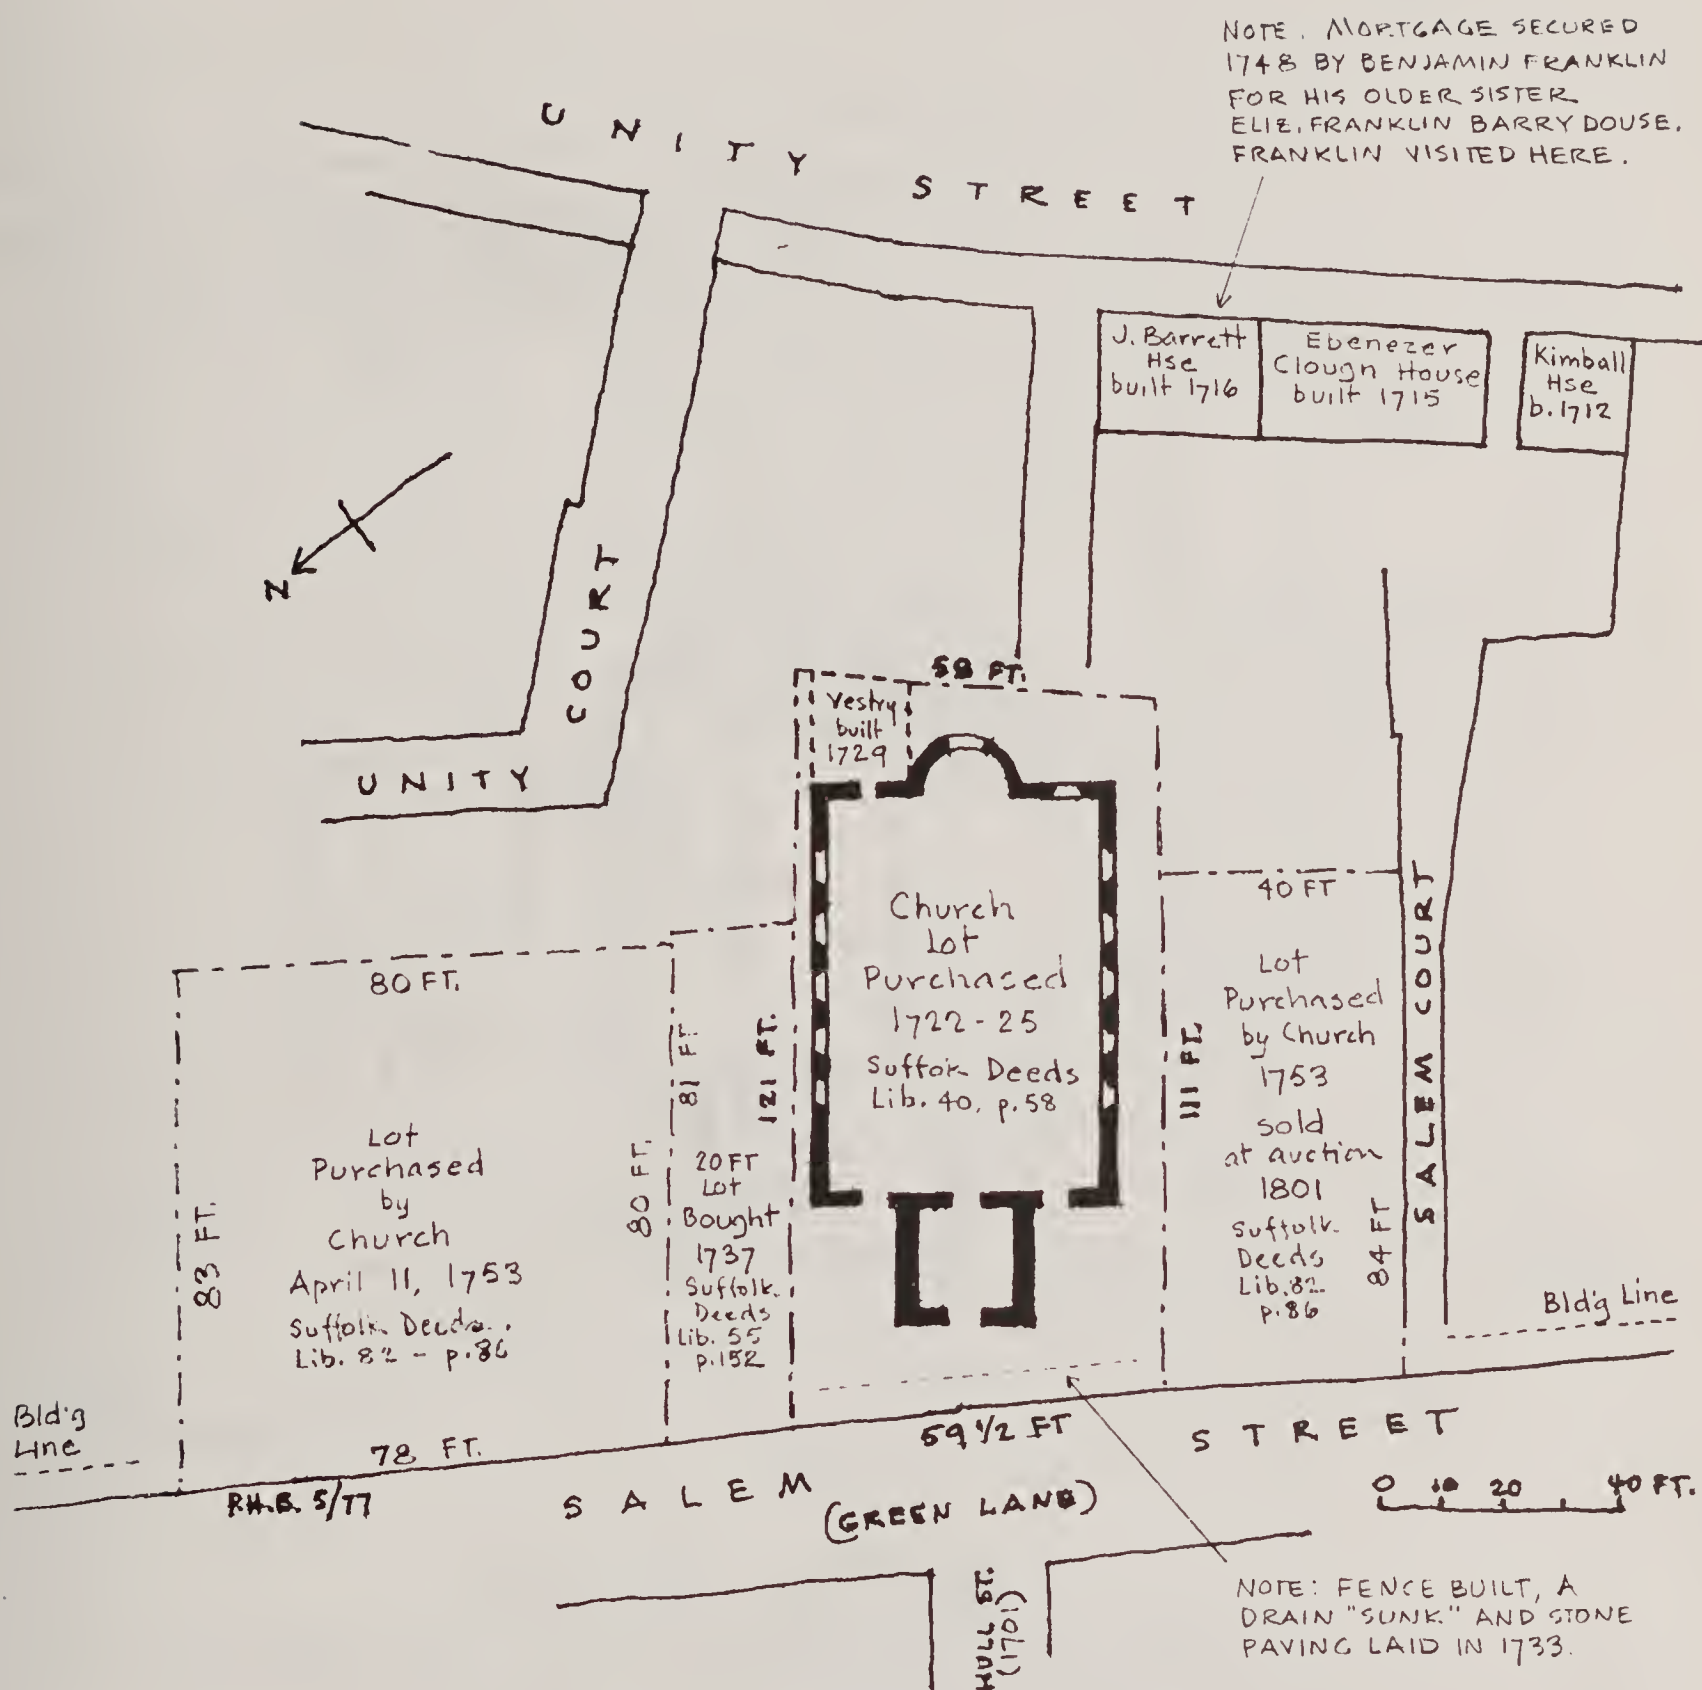 NOTE. MORTGAGE SECURED
1748 BY BENJAMIN FRANKLIN
FOR HIS OLDER SISTER
ELIZ. FRANKLIN BARRY DOUSE.
FRANKLIN VISITED HERE.
UNITY STREET
J. Barrett
Hse
built 1716
Ebenezer
Clough House
built 1715
Kimball
Hse
b. 1712
N
UNITY COURT
58 FT.
Vestry
built
1729
Church
Lot
Purchased
1722-25
Suffolk Deeds
Lib. 40, p. 58
40 FT
Lot
Purchased
by Church
1753
sold
at auction
1801
Suffolk
Deeds
Lib. 82
p. 86
84 FT
111 FT.
121 FT.
SALEM COURT
80 FT.
81 FT
80 FT.
83 FT.
Lot
Purchased
by
Church
April 11, 1753
Suffolk Deeds.
Lib. 82 - p. 86
20 FT
Lot
Bought
1737
Suffolk
Deeds
Lib. 55
p. 152
Bld'g Line
Bld'g
Line
78 FT.
59 1/2 FT
P.H.B. 5/77
SALEM STREET
(GREEN LANE)
0 10 20 40 FT.
HULL ST.
(1701)
NOTE: FENCE BUILT, A
DRAIN "SUNK" AND STONE
PAVING LAID IN 1733.